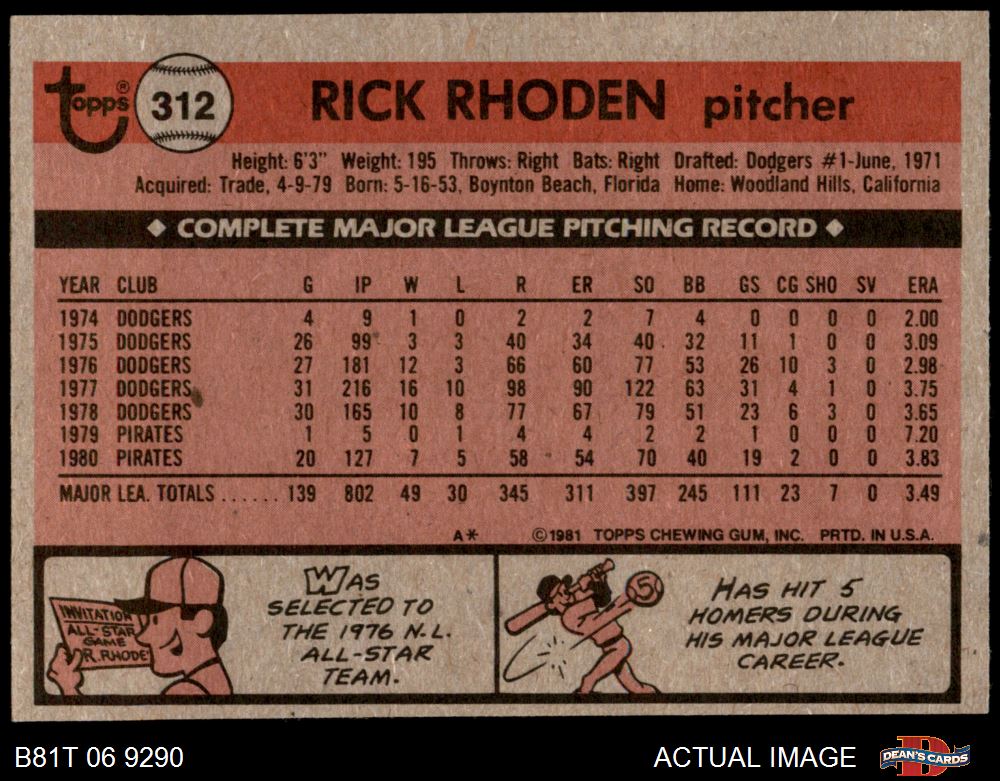 topps® 312 RICK RHODEN pitcher
Height: 6'3" Weight: 195 Throws: Right Bats: Right Drafted: Dodgers #1-June, 1971
Acquired: Trade, 4-9-79 Born: 5-16-53, Boynton Beach, Florida Home: Woodland Hills, California
◆ COMPLETE MAJOR LEAGUE PITCHING RECORD ◆
YEAR CLUB G IP W L R ER SO BB GS CG SHO SV ERA
1974 DODGERS 4 9 1 0 2 2 7 4 0 0 0 0 2.00
1975 DODGERS 26 99 3 3 40 34 40 32 11 1 0 0 3.09
1976 DODGERS 27 181 12 3 66 60 77 53 26 10 3 0 2.98
1977 DODGERS 31 216 16 10 98 90 122 63 31 4 1 0 3.75
1978 DODGERS 30 165 10 8 77 67 79 51 23 6 3 0 3.65
1979 PIRATES 1 5 0 1 4 4 2 2 1 0 0 0 7.20
1980 PIRATES 20 127 7 5 58 54 70 40 19 2 0 0 3.83
MAJOR LEA. TOTALS ...... 139 802 49 30 345 311 397 245 111 23 7 0 3.49
A* ©1981 TOPPS CHEWING GUM, INC. PRTD. IN U.S.A.
INVITATION
ALL-STAR
GAME
R. RHODE
WAS
SELECTED TO
THE 1976 N.L.
ALL-STAR
TEAM.
5
HAS HIT 5
HOMERS DURING
HIS MAJOR LEAGUE
CAREER.
B81T 06 9290 ACTUAL IMAGE DEAN'S CARDS